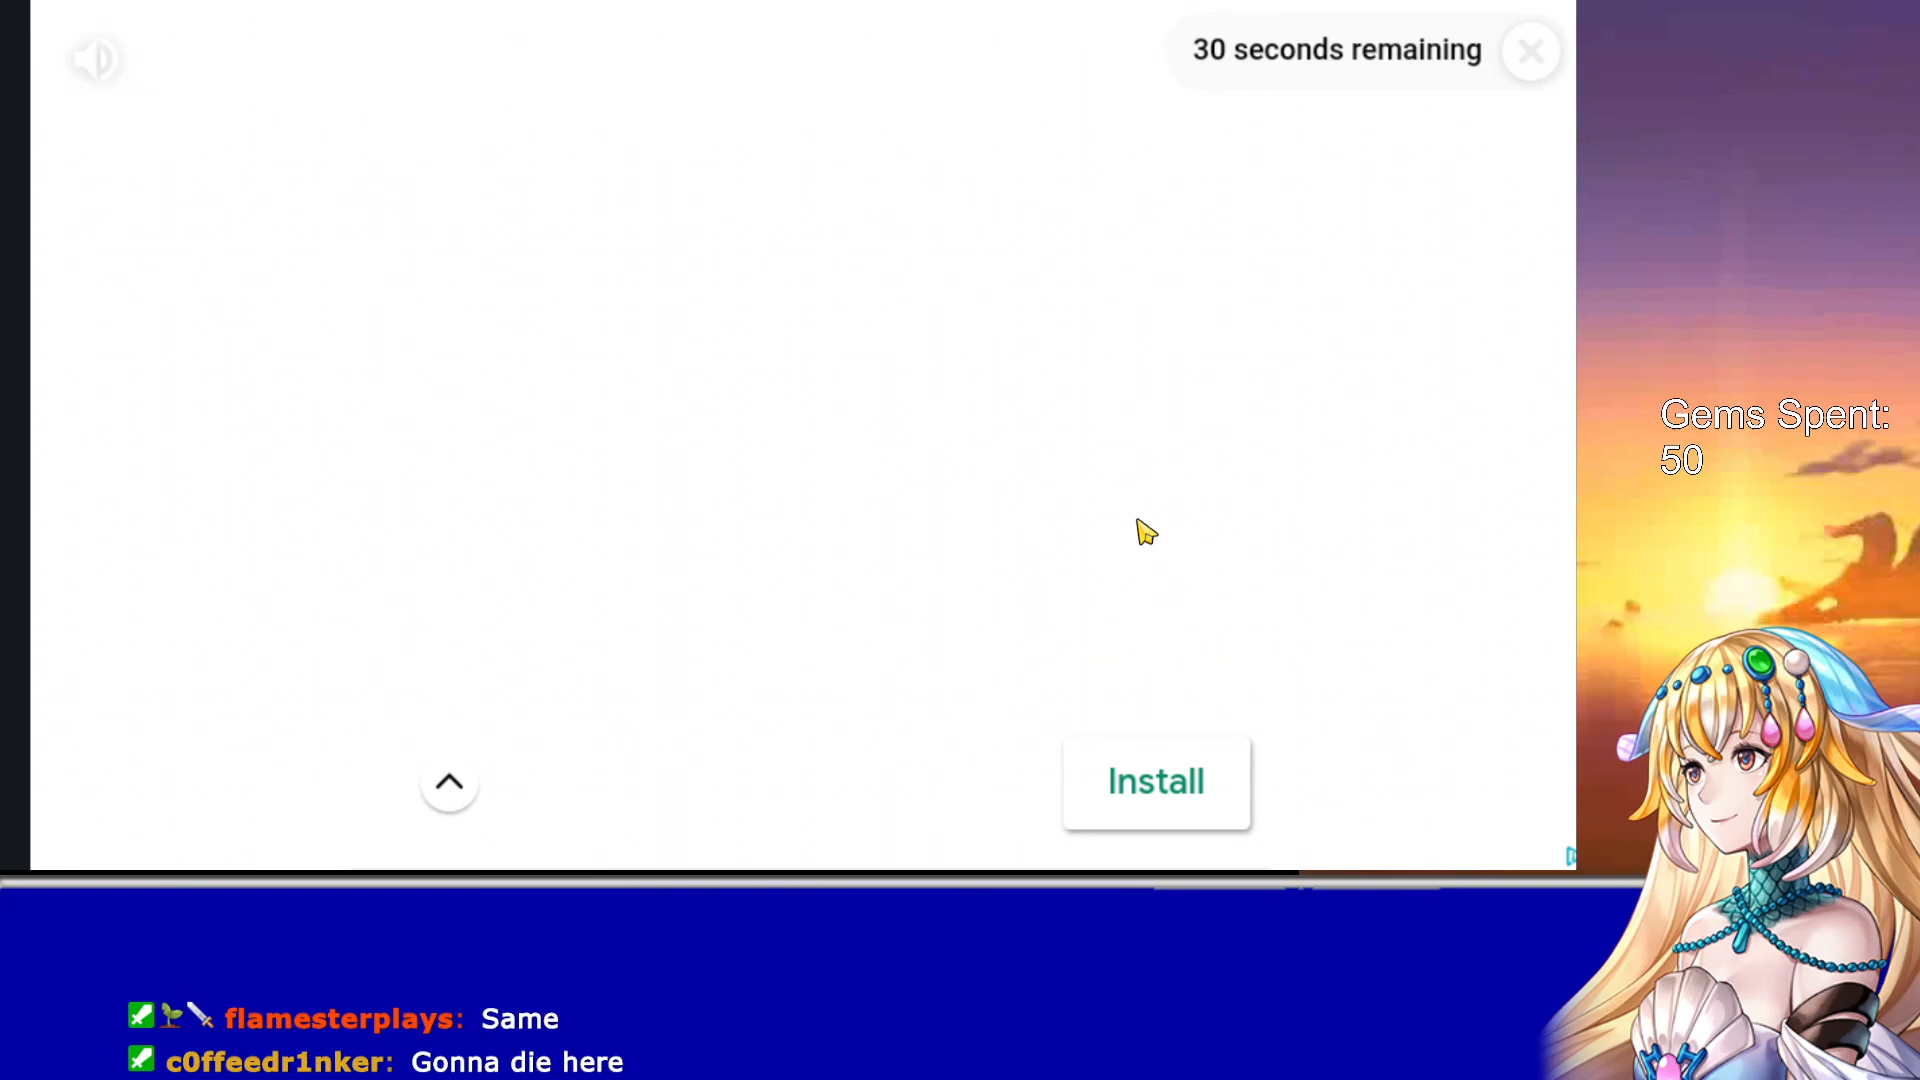 30 seconds remaining
Gems Spent:
50
Install
flamesterplays: Same
c0ffeedr1nker: Gonna die here